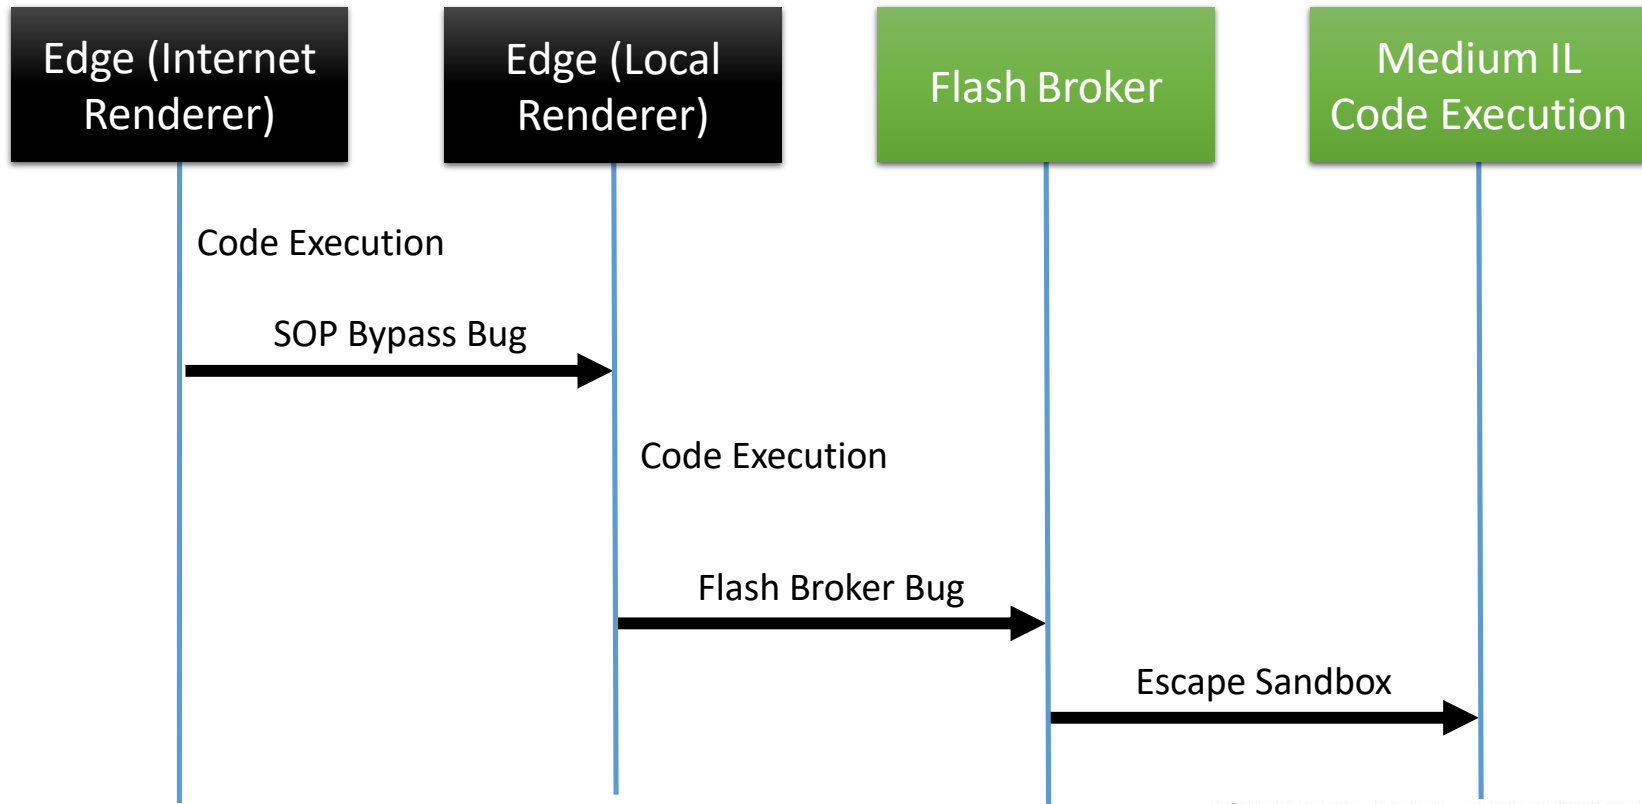 Edge (Internet
Renderer)
Edge (Local
Renderer)
Flash Broker
Medium IL
Code Execution
Code Execution
SOP Bypass Bug
Code Execution
Flash Broker Bug
Escape Sandbox